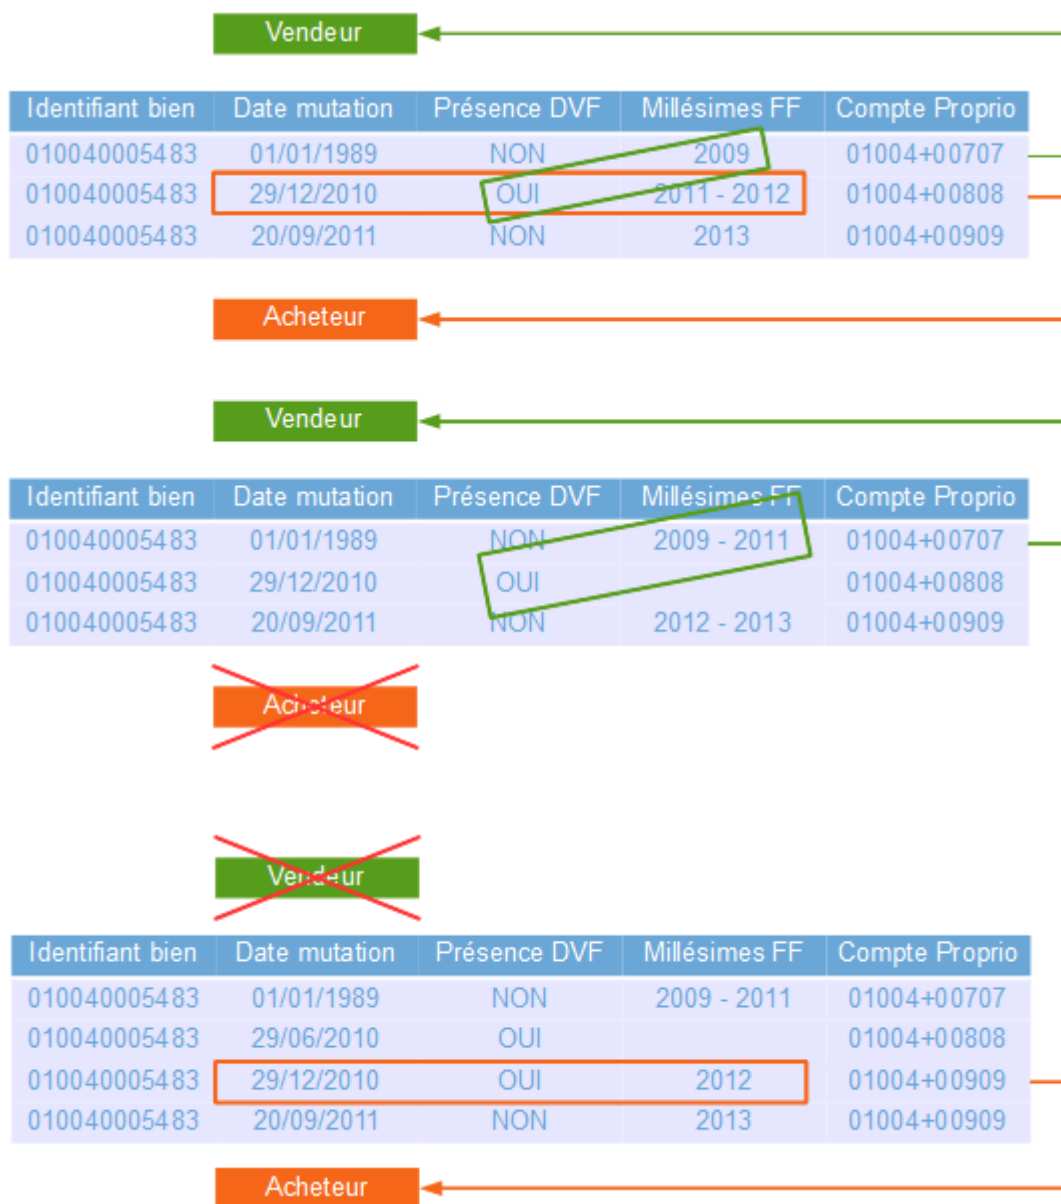 Vendeur
Identifiant bien Date mutation Présence DVF Millésimes FF Compte Proprio
010040005483 01/01/1989 NON 2009 01004+00707
010040005483 29/12/2010 OUI 2011 - 2012 01004+00808
010040005483 20/09/2011 NON 2013 01004+00909
Acheteur
Vendeur
Identifiant bien Date mutation Présence DVF Millésimes FF Compte Proprio
010040005483 01/01/1989 NON 2009 - 2011 01004+00707
010040005483 29/12/2010 OUI 01004+00808
010040005483 20/09/2011 NON 2012 - 2013 01004+00909
Acheteur
Vendeur
Identifiant bien Date mutation Présence DVF Millésimes FF Compte Proprio
010040005483 01/01/1989 NON 2009 - 2011 01004+00707
010040005483 29/06/2010 OUI 01004+00808
010040005483 29/12/2010 OUI 2012 01004+00909
010040005483 20/09/2011 NON 2013 01004+00909
Acheteur